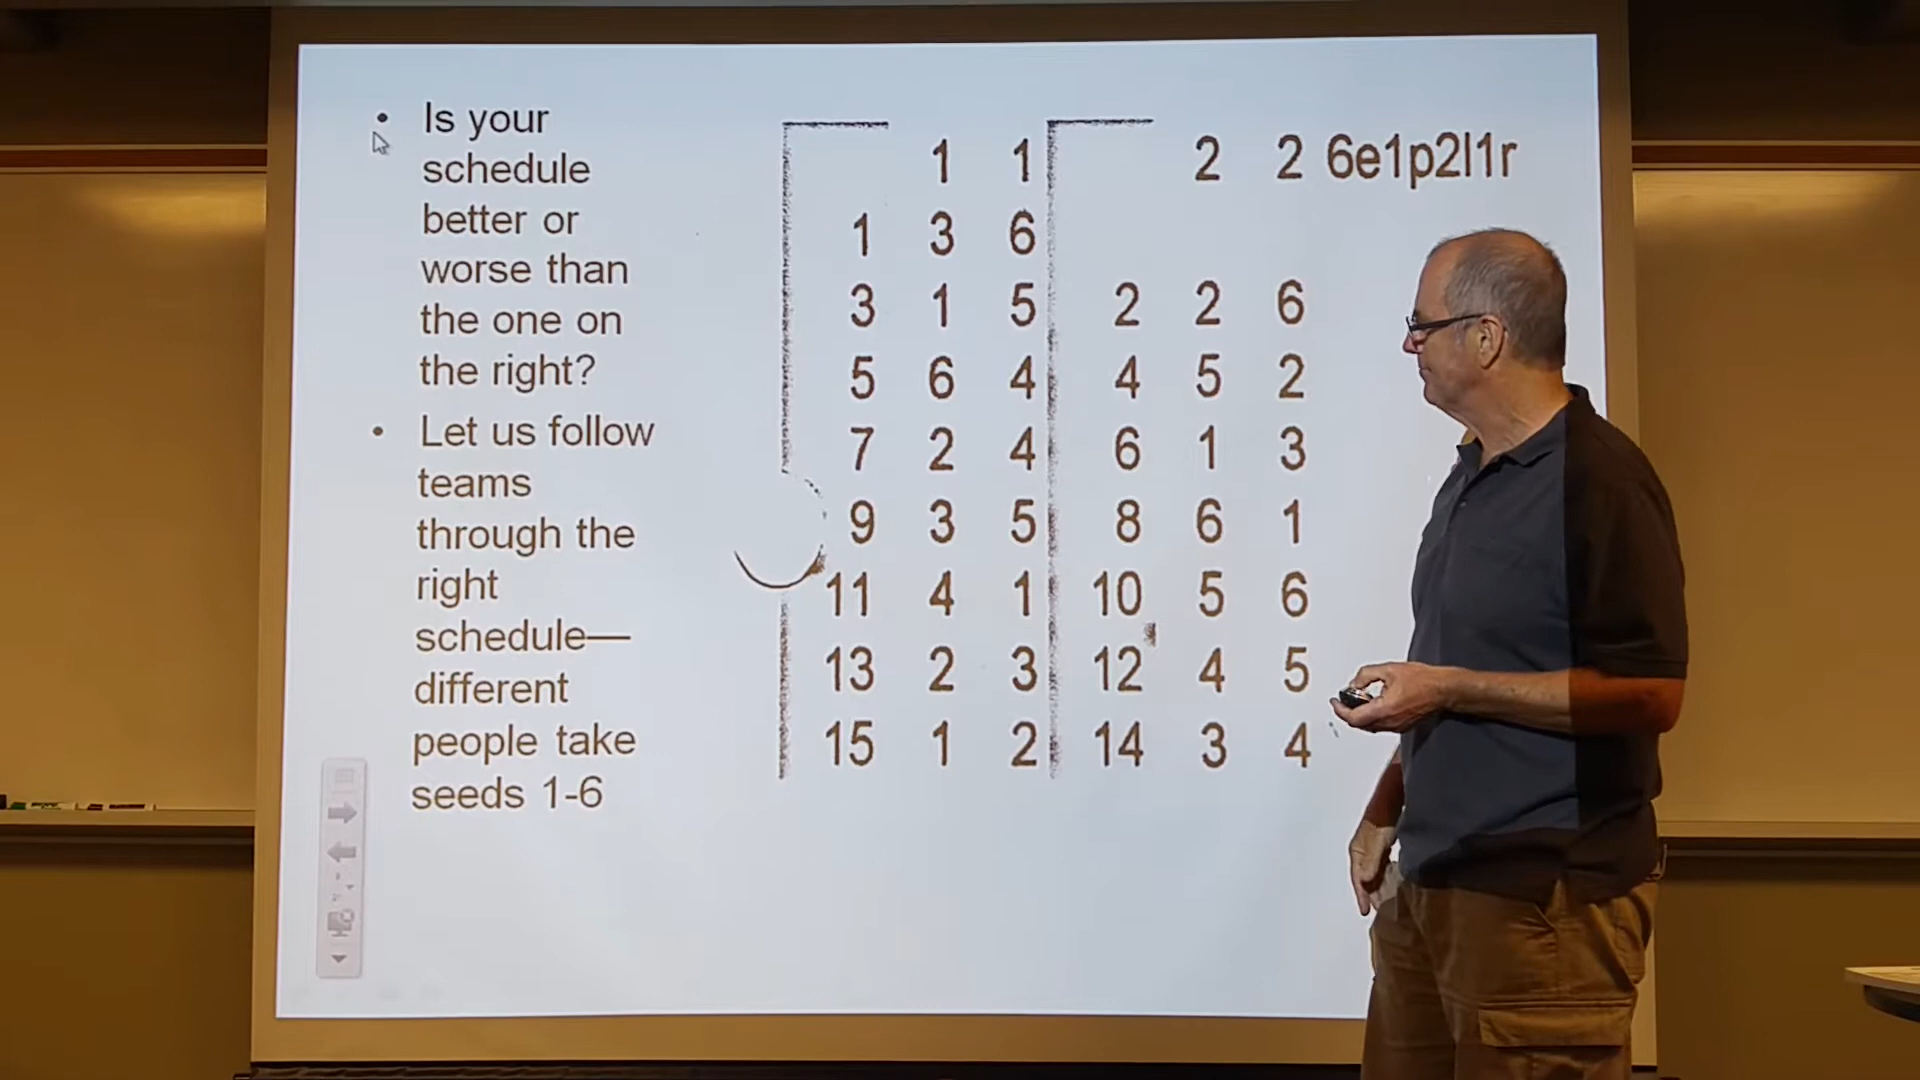 • Is your
schedule
better or
worse than
the one on
the right?
• Let us follow
teams
through the
right
schedule—
different
people take
seeds 1-6
1 1 2 2 6e1p2l1r
1 3 6
3 1 5 2 2 6
5 6 4 4 5 2
7 2 4 6 1 3
9 3 5 8 6 1
11 4 1 10 5 6
13 2 3 12 4 5
15 1 2 14 3 4